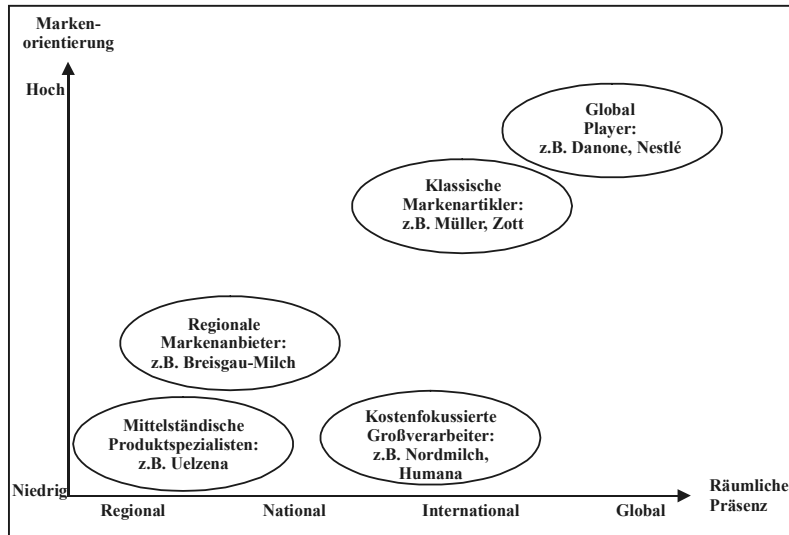 Marken-
orientierung
Hoch
Global
Player:
z.B. Danone, Nestlé
Klassische
Markenartikler:
z.B. Müller, Zott
Regionale
Markenanbieter:
z.B. Breisgau-Milch
Mittelständische
Produktspezialisten:
z.B. Uelzena
Kostenfokussierte
Großverarbeiter:
z.B. Nordmilch,
Humana
Niedrig
Regional
National
International
Global
Räumliche
Präsenz